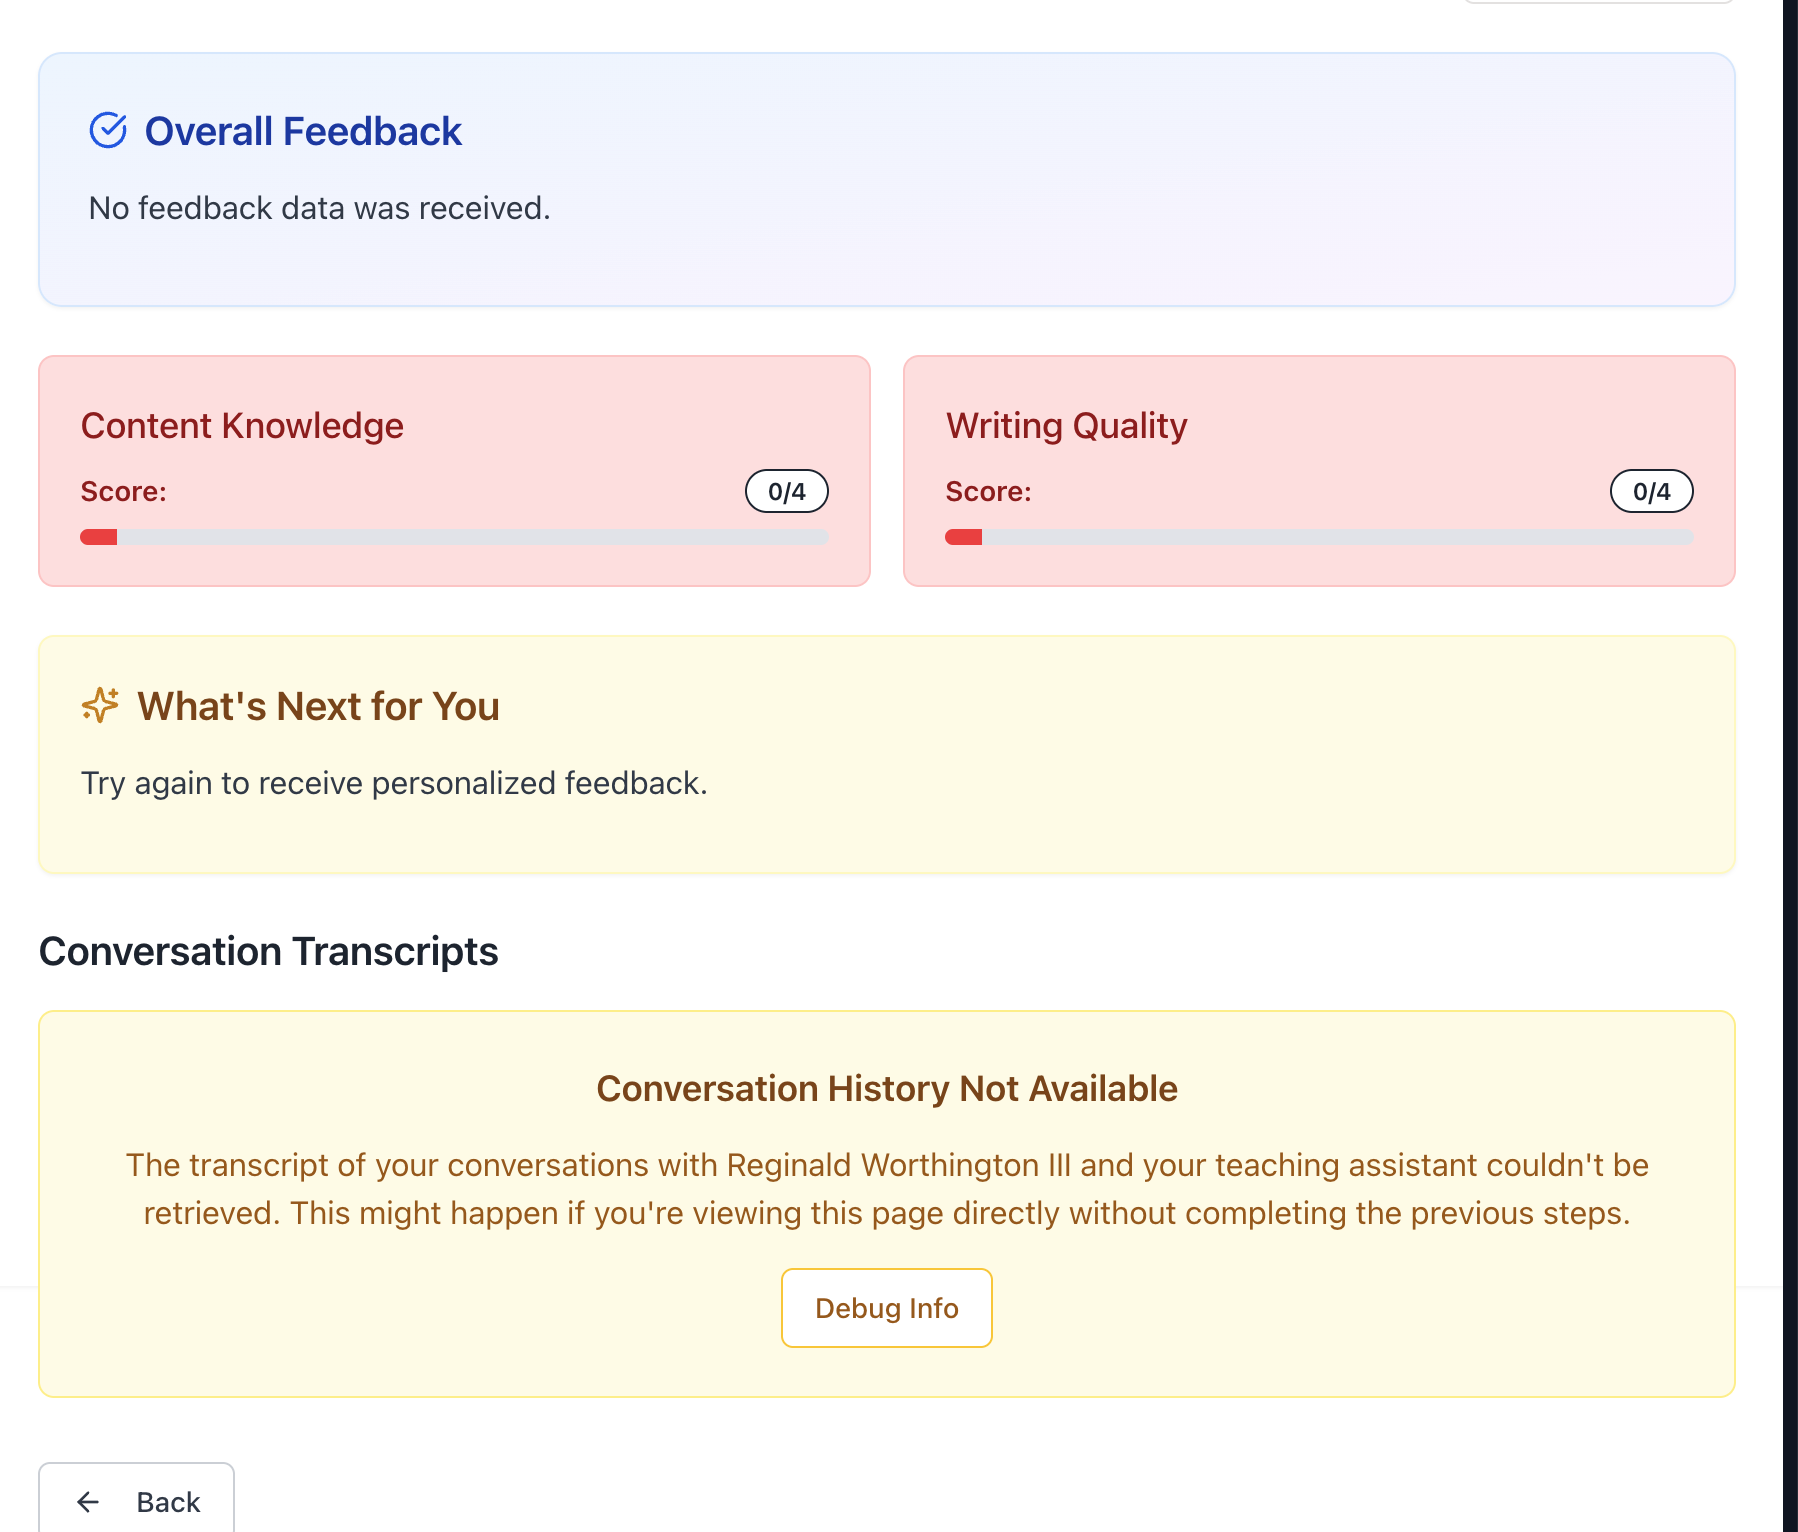 Overall Feedback
No feedback data was received.
Content Knowledge
Score:
0/4
Writing Quality
Score:
0/4
What's Next for You
Try again to receive personalized feedback.
Conversation Transcripts
Conversation History Not Available
The transcript of your conversations with Reginald Worthington III and your teaching assistant couldn't be
retrieved. This might happen if you're viewing this page directly without completing the previous steps.
Debug Info
Back